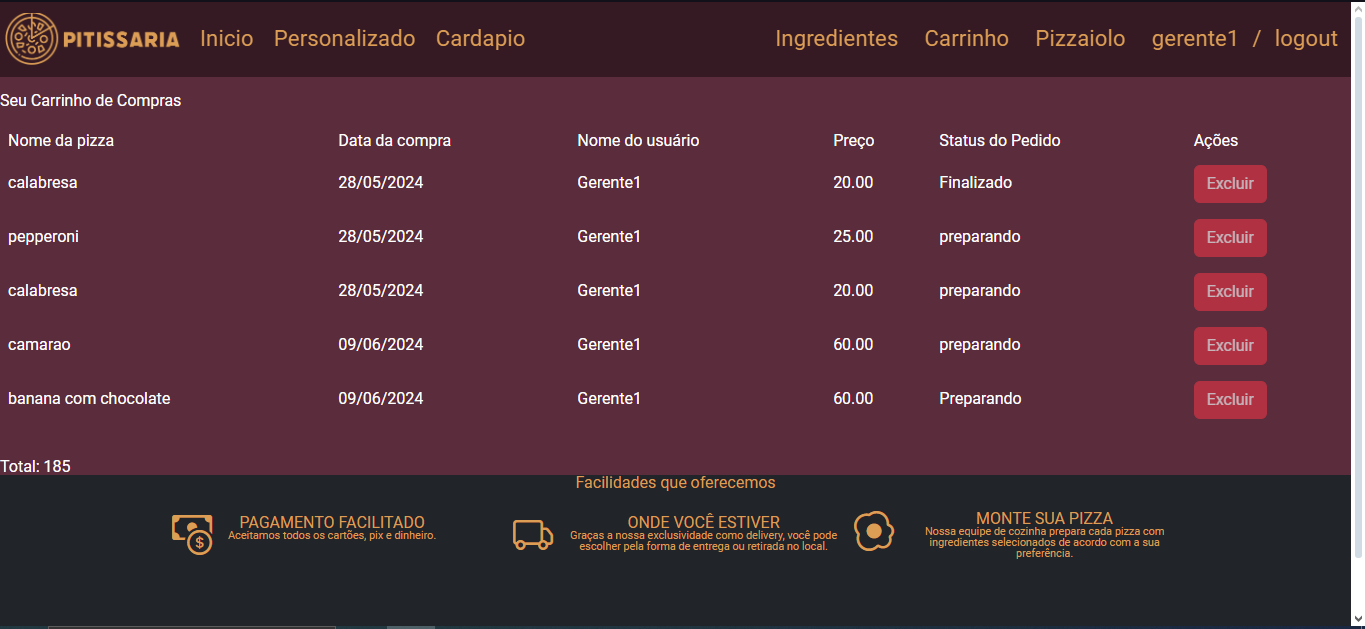 PITISSARIA Inicio Personalizado Cardapio Ingredientes Carrinho Pizzaiolo gerente1 / logout
Seu Carrinho de Compras
Nome da pizza Data da compra Nome do usuário Preço Status do Pedido Ações
calabresa 28/05/2024 Gerente1 20.00 Finalizado Excluir
pepperoni 28/05/2024 Gerente1 25.00 preparando Excluir
calabresa 28/05/2024 Gerente1 20.00 preparando Excluir
camarao 09/06/2024 Gerente1 60.00 preparando Excluir
banana com chocolate 09/06/2024 Gerente1 60.00 Preparando Excluir
Total: 185
Facilidades que oferecemos
PAGAMENTO FACILITADO
Aceitamos todos os cartões, pix e dinheiro.
ONDE VOCÊ ESTIVER
Graças a nossa exclusividade como delivery, você pode
escolher pela forma de entrega ou retirada no local.
MONTE SUA PIZZA
Nossa equipe de cozinha prepara cada pizza com
ingredientes selecionados de acordo com a sua
preferência.